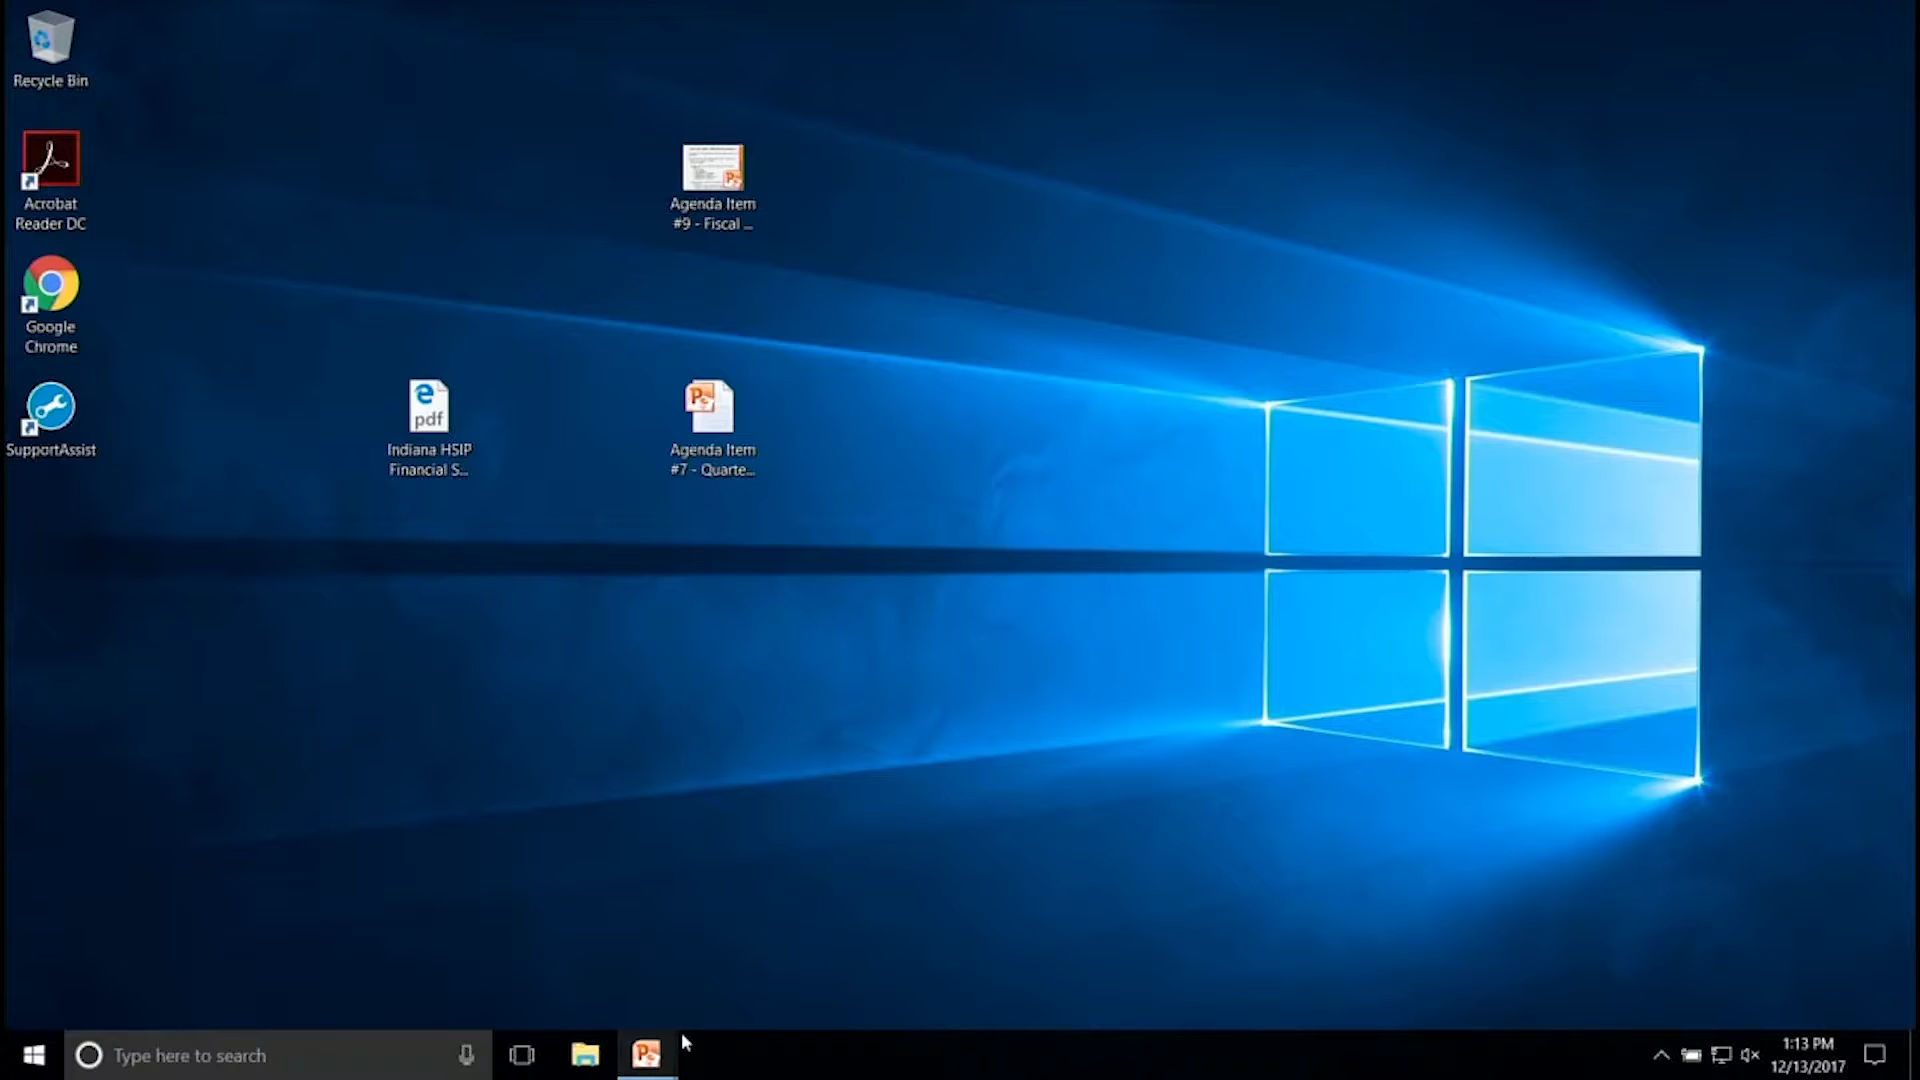 Recycle Bin
Acrobat
Reader DC
Google
Chrome
SupportAssist
Agenda Item
#9 - Fiscal ...
pdf
Indiana HSIP
Financial S...
Agenda Item
#7 - Quarte...
Type here to search
1:13 PM
12/13/2017